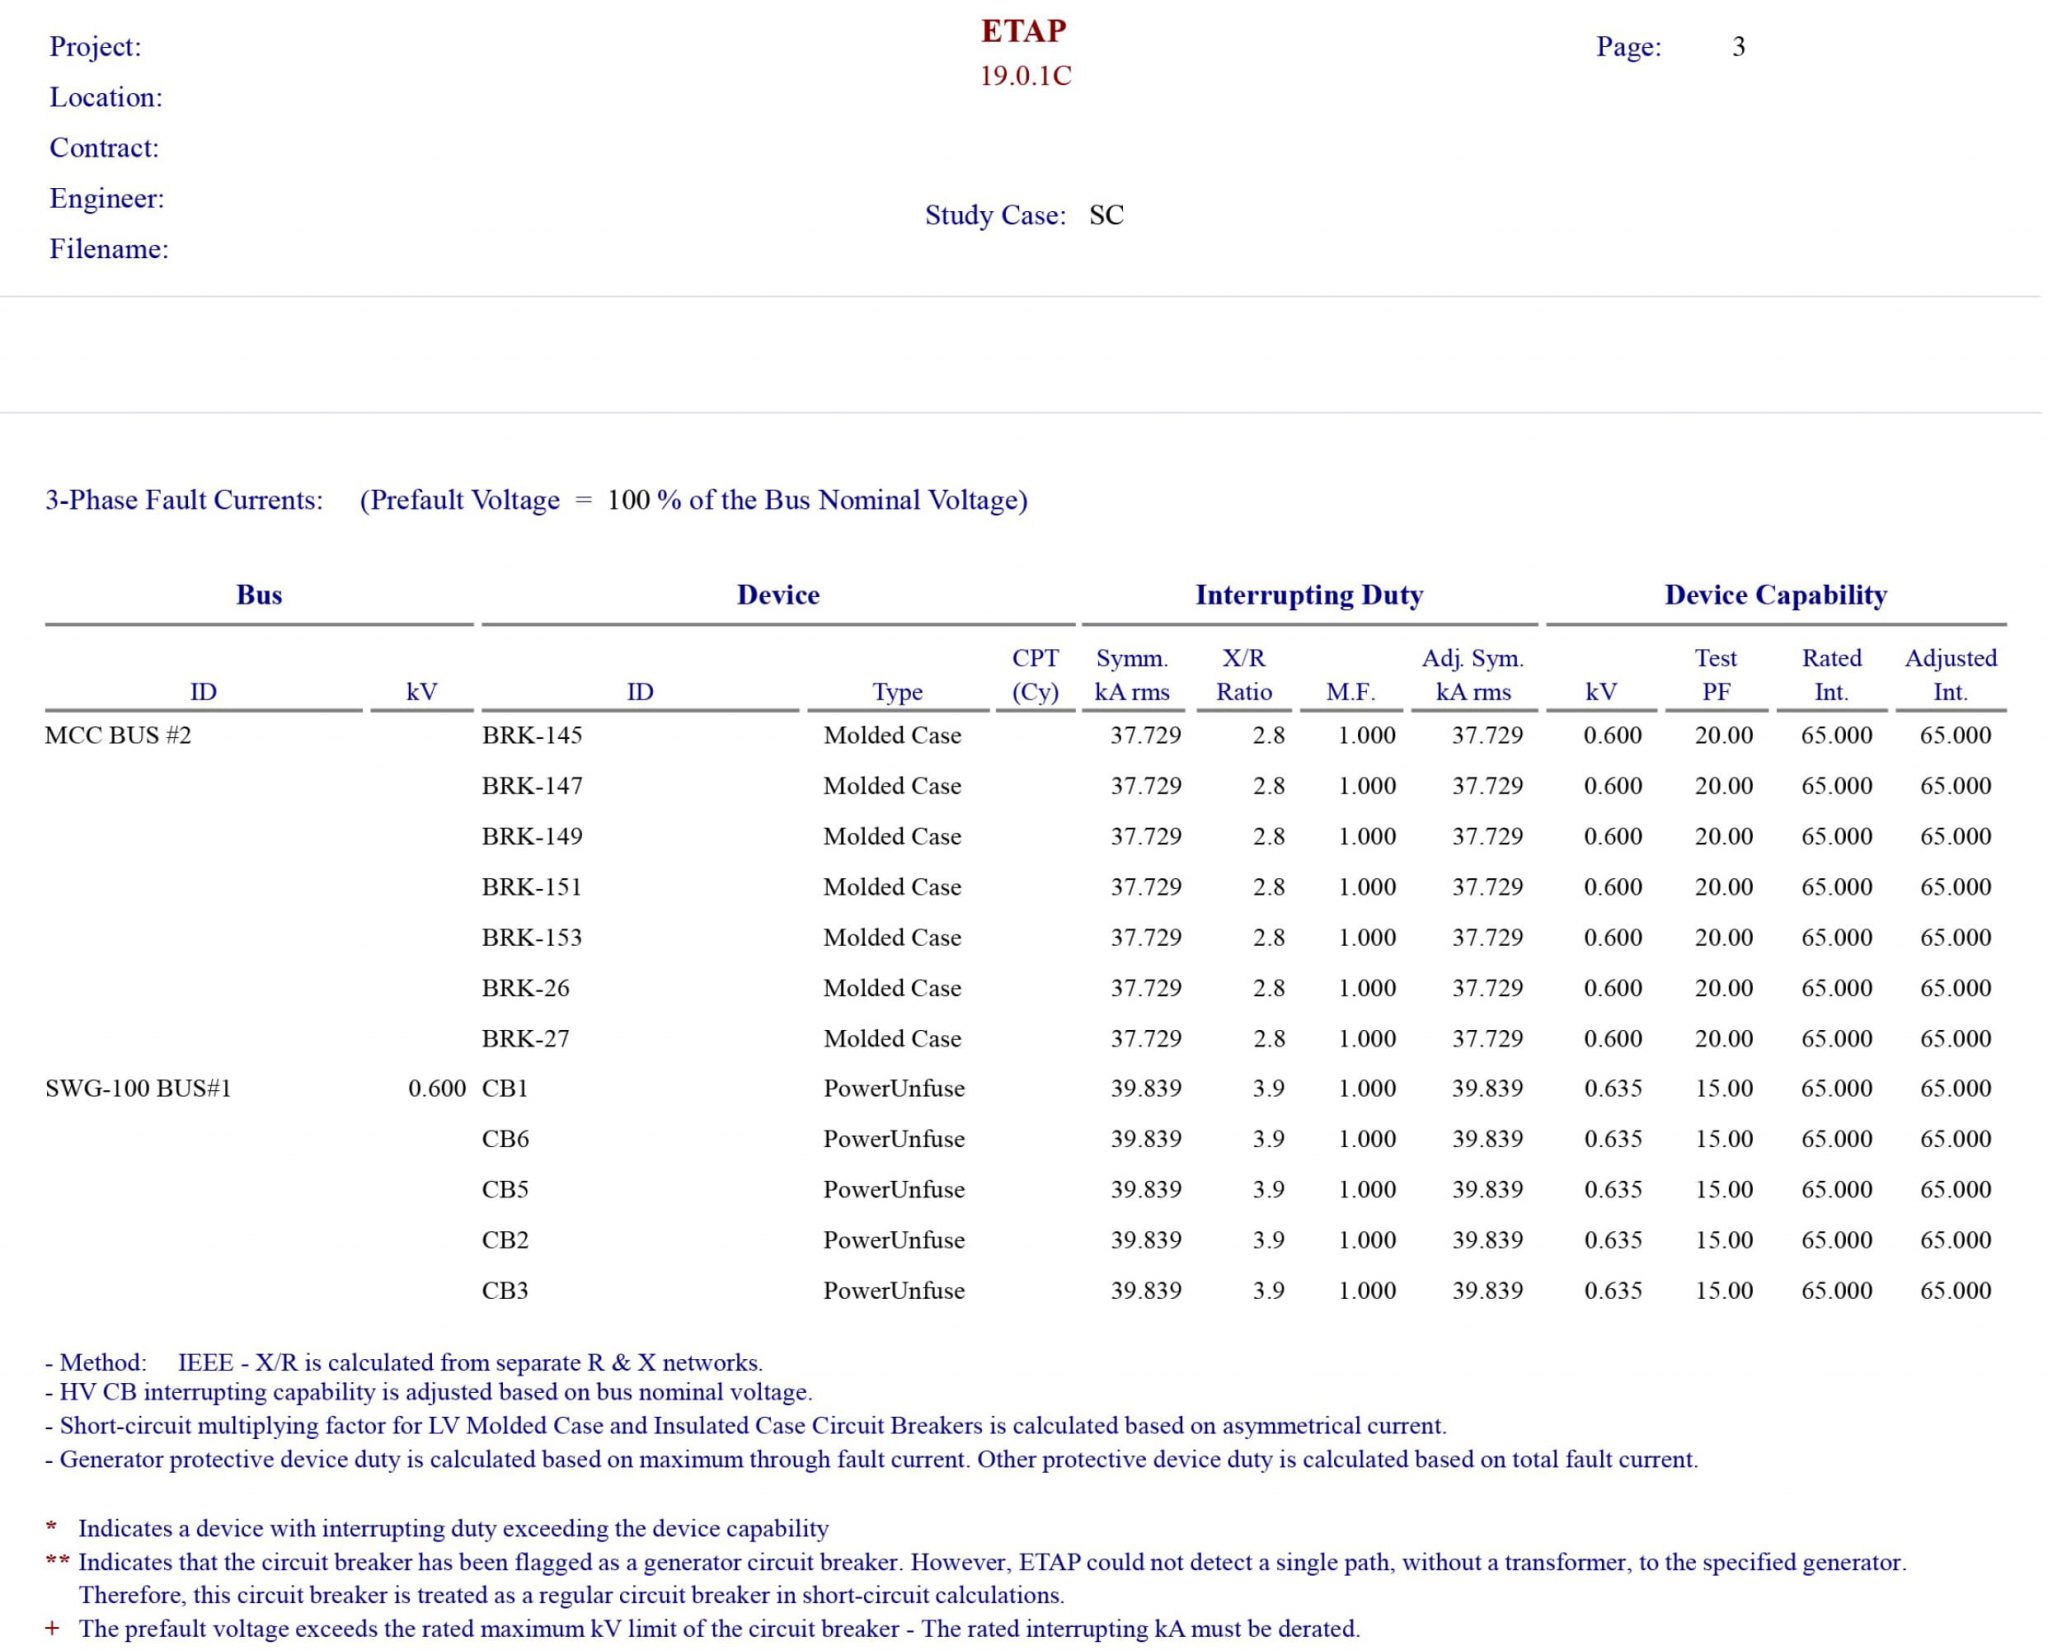 Project:
ETAP
Page: 3
19.0.1C
Location:
Contract:
Engineer:
Study Case: SC
Filename:
3-Phase Fault Currents: (Prefault Voltage = 100 % of the Bus Nominal Voltage)
Bus Device Interrupting Duty Device Capability
CPT Symm. X/R Adj. Sym. Test Rated Adjusted
ID kV ID Type (Cy) kA rms Ratio M.F. kA rms kV PF Int. Int.
MCC BUS #2 BRK-145 Molded Case 37.729 2.8 1.000 37.729 0.600 20.00 65.000 65.000
BRK-147 Molded Case 37.729 2.8 1.000 37.729 0.600 20.00 65.000 65.000
BRK-149 Molded Case 37.729 2.8 1.000 37.729 0.600 20.00 65.000 65.000
BRK-151 Molded Case 37.729 2.8 1.000 37.729 0.600 20.00 65.000 65.000
BRK-153 Molded Case 37.729 2.8 1.000 37.729 0.600 20.00 65.000 65.000
BRK-26 Molded Case 37.729 2.8 1.000 37.729 0.600 20.00 65.000 65.000
BRK-27 Molded Case 37.729 2.8 1.000 37.729 0.600 20.00 65.000 65.000
SWG-100 BUS#1 0.600 CB1 PowerUnfuse 39.839 3.9 1.000 39.839 0.635 15.00 65.000 65.000
CB6 PowerUnfuse 39.839 3.9 1.000 39.839 0.635 15.00 65.000 65.000
CB5 PowerUnfuse 39.839 3.9 1.000 39.839 0.635 15.00 65.000 65.000
CB2 PowerUnfuse 39.839 3.9 1.000 39.839 0.635 15.00 65.000 65.000
CB3 PowerUnfuse 39.839 3.9 1.000 39.839 0.635 15.00 65.000 65.000
- Method: IEEE - X/R is calculated from separate R & X networks.
- HV CB interrupting capability is adjusted based on bus nominal voltage.
- Short-circuit multiplying factor for LV Molded Case and Insulated Case Circuit Breakers is calculated based on asymmetrical current.
- Generator protective device duty is calculated based on maximum through fault current. Other protective device duty is calculated based on total fault current.
* Indicates a device with interrupting duty exceeding the device capability
** Indicates that the circuit breaker has been flagged as a generator circuit breaker. However, ETAP could not detect a single path, without a transformer, to the specified generator.
Therefore, this circuit breaker is treated as a regular circuit breaker in short-circuit calculations.
+ The prefault voltage exceeds the rated maximum kV limit of the circuit breaker - The rated interrupting kA must be derated.